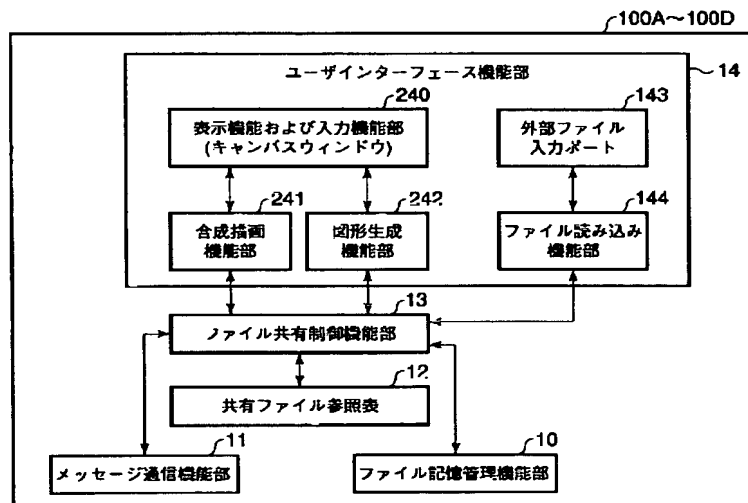 100A～100D
ユーザインターフェース機能部
14
240
表示機能および入力機能部
(キャンバスウィンドウ)
143
外部ファイル
入力ポート
241
合成描画
機能部
242
図形生成
機能部
144
ファイル読み込み
機能部
13
ファイル共有制御機能部
12
共有ファイル参照表
11
メッセージ通信機能部
10
ファイル記憶管理機能部